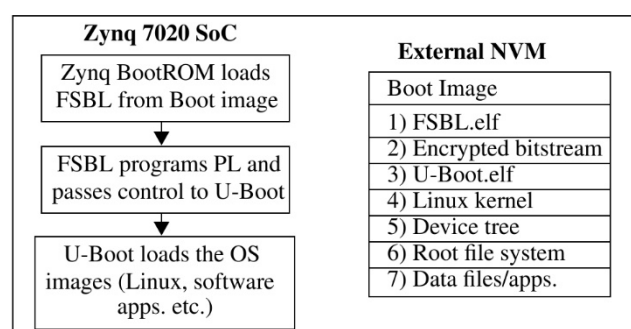 Zynq 7020 SoC
Zynq BootROM loads
FSBL from Boot image
FSBL programs PL and
passes control to U-Boot
U-Boot loads the OS
images (Linux, software
apps. etc.)
External NVM
Boot Image
1) FSBL.elf
2) Encrypted bitstream
3) U-Boot.elf
4) Linux kernel
5) Device tree
6) Root file system
7) Data files/apps.